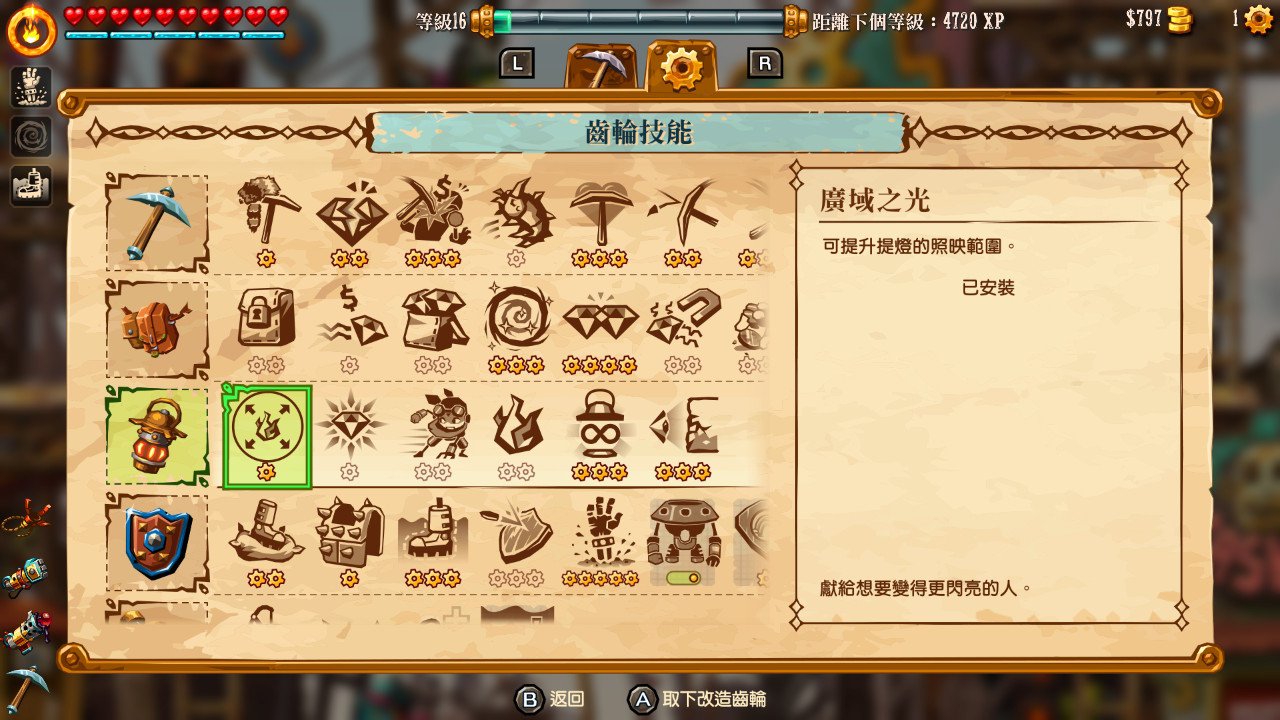 等級16
距離下個等級：4720 XP
$797
1
L
R
齒輪技能
廣域之光
可提升提燈的照映範圍。
已安裝
獻給想要變得更閃亮的人。
B 返回
A 取下改造齒輪